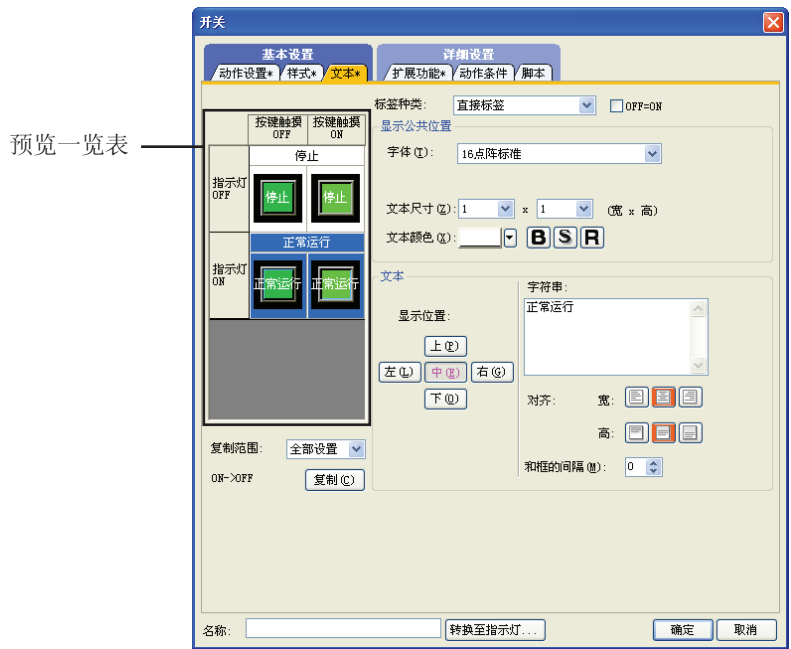 开关
基本设置
详细设置
动作设置* 样式* 文本*
扩展功能* 动作条件 脚本
预览一览表
按键触摸 OFF
按键触摸 ON
停止
指示灯 OFF
停止 停止
正常运行
指示灯 ON
正常运行 正常运行
复制范围: 全部设置
ON->OFF 复制(C)
标签种类: 直接标签 OFF=ON
显示公共位置
字体(T): 16点阵标准
文本尺寸(Z): 1 x 1 (宽 x 高)
文本颜色(X): B S R
文本
显示位置:
上(P)
左(L) 中(E) 右(G)
下(O)
字符串:
正常运行
对齐: 宽:
高:
和框的间隔(M): 0
名称: 转换至指示灯... 确定 取消